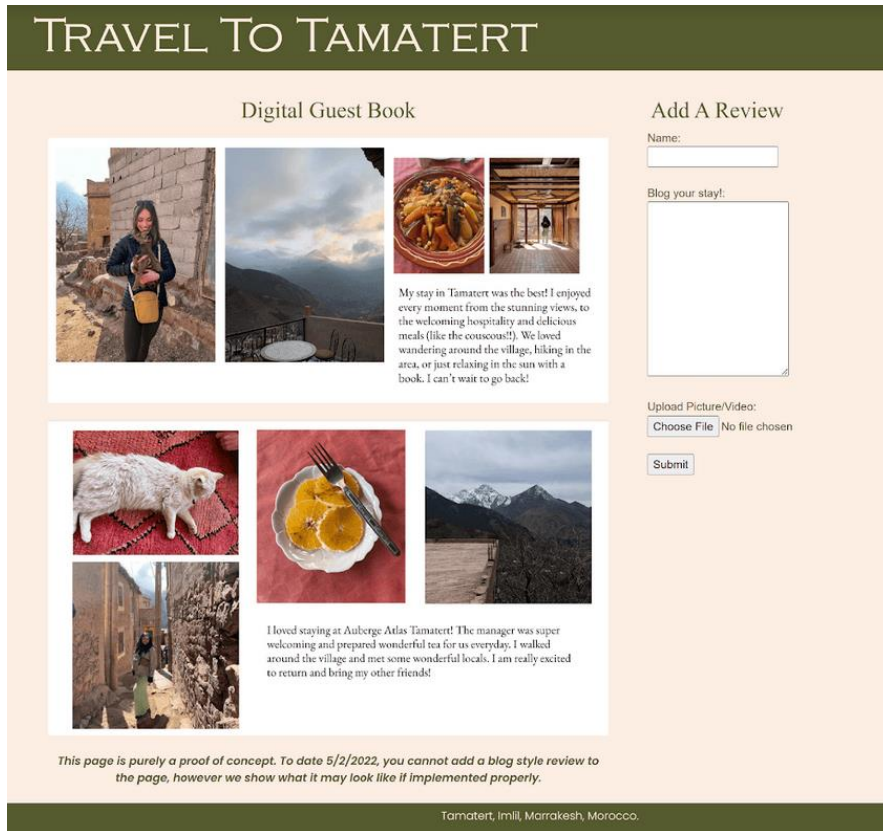 Travel To Tamatert
Digital Guest Book
My stay in Tamatert was the best! I enjoyed
every moment from the stunning views, to
the welcoming hospitality and delicious
meals (like the couscous!!). We loved
wandering around the village, hiking in the
area, or just relaxing in the sun with a
book. I can't wait to go back!
I loved staying at Auberge Atlas Tamatert! The manager was super
welcoming and prepared wonderful tea for us everyday. I walked
around the village and met some wonderful locals. I am really excited
to return and bring my other friends!
This page is purely a proof of concept. To date 5/2/2022, you cannot add a blog style review to
the page, however we show what it may look like if implemented properly.
Add A Review
Name:
Blog your stay!:
Upload Picture/Video:
Choose File No file chosen
Submit
Tamatert, Imlil, Marrakesh, Morocco.